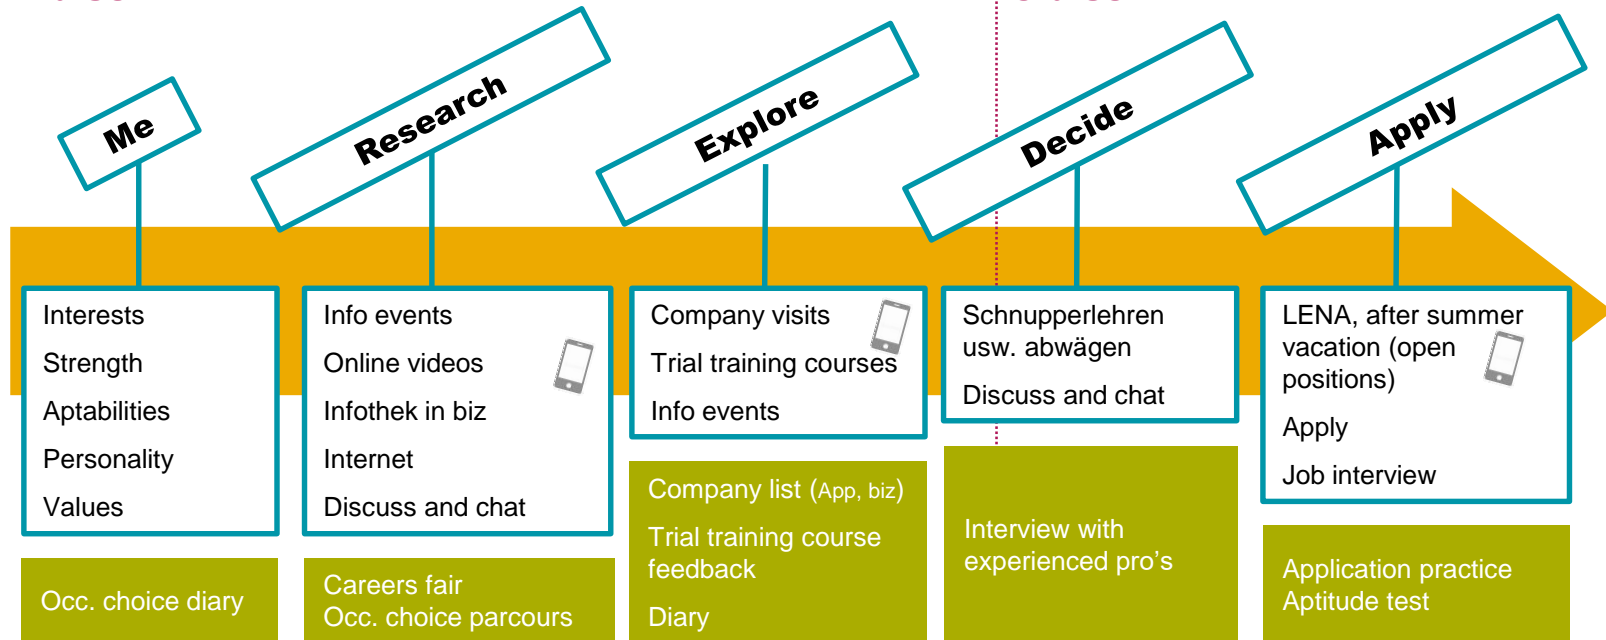 Me
Research
Explore
Decide
Apply
Interests
Strength
Aptabilities
Personality
Values
Info events
Online videos
Infothek in biz
Internet
Discuss and chat
Company visits
Trial training courses
Info events
Schnupperlehren
usw. abwägen
Discuss and chat
LENA, after summer
vacation (open
positions)
Apply
Job interview
Occ. choice diary
Careers fair
Occ. choice parcours
Company list (App, biz)
Trial training course
feedback
Diary
Interview with
experienced pro's
Application practice
Aptitude test